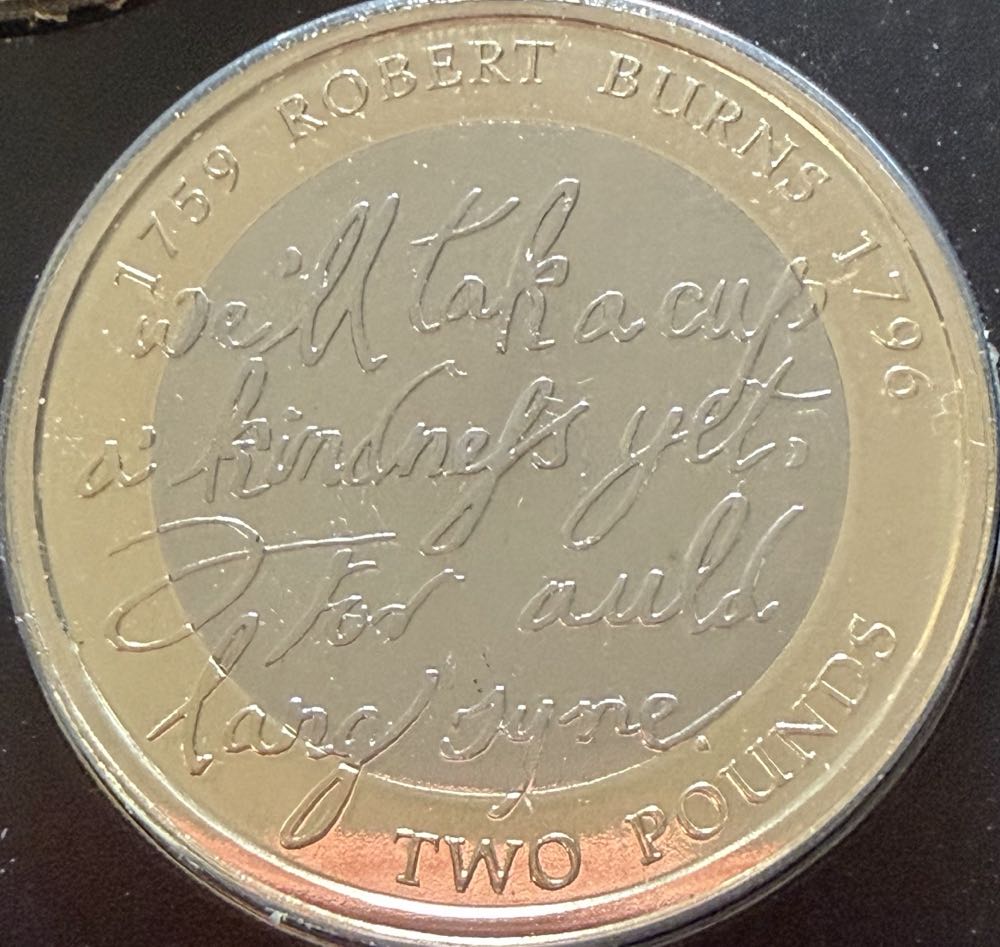 1759 ROBERT BURNS 1796
we'll tak a cup
a' kindneſs yet,
For auld
lang syne.
TWO POUNDS